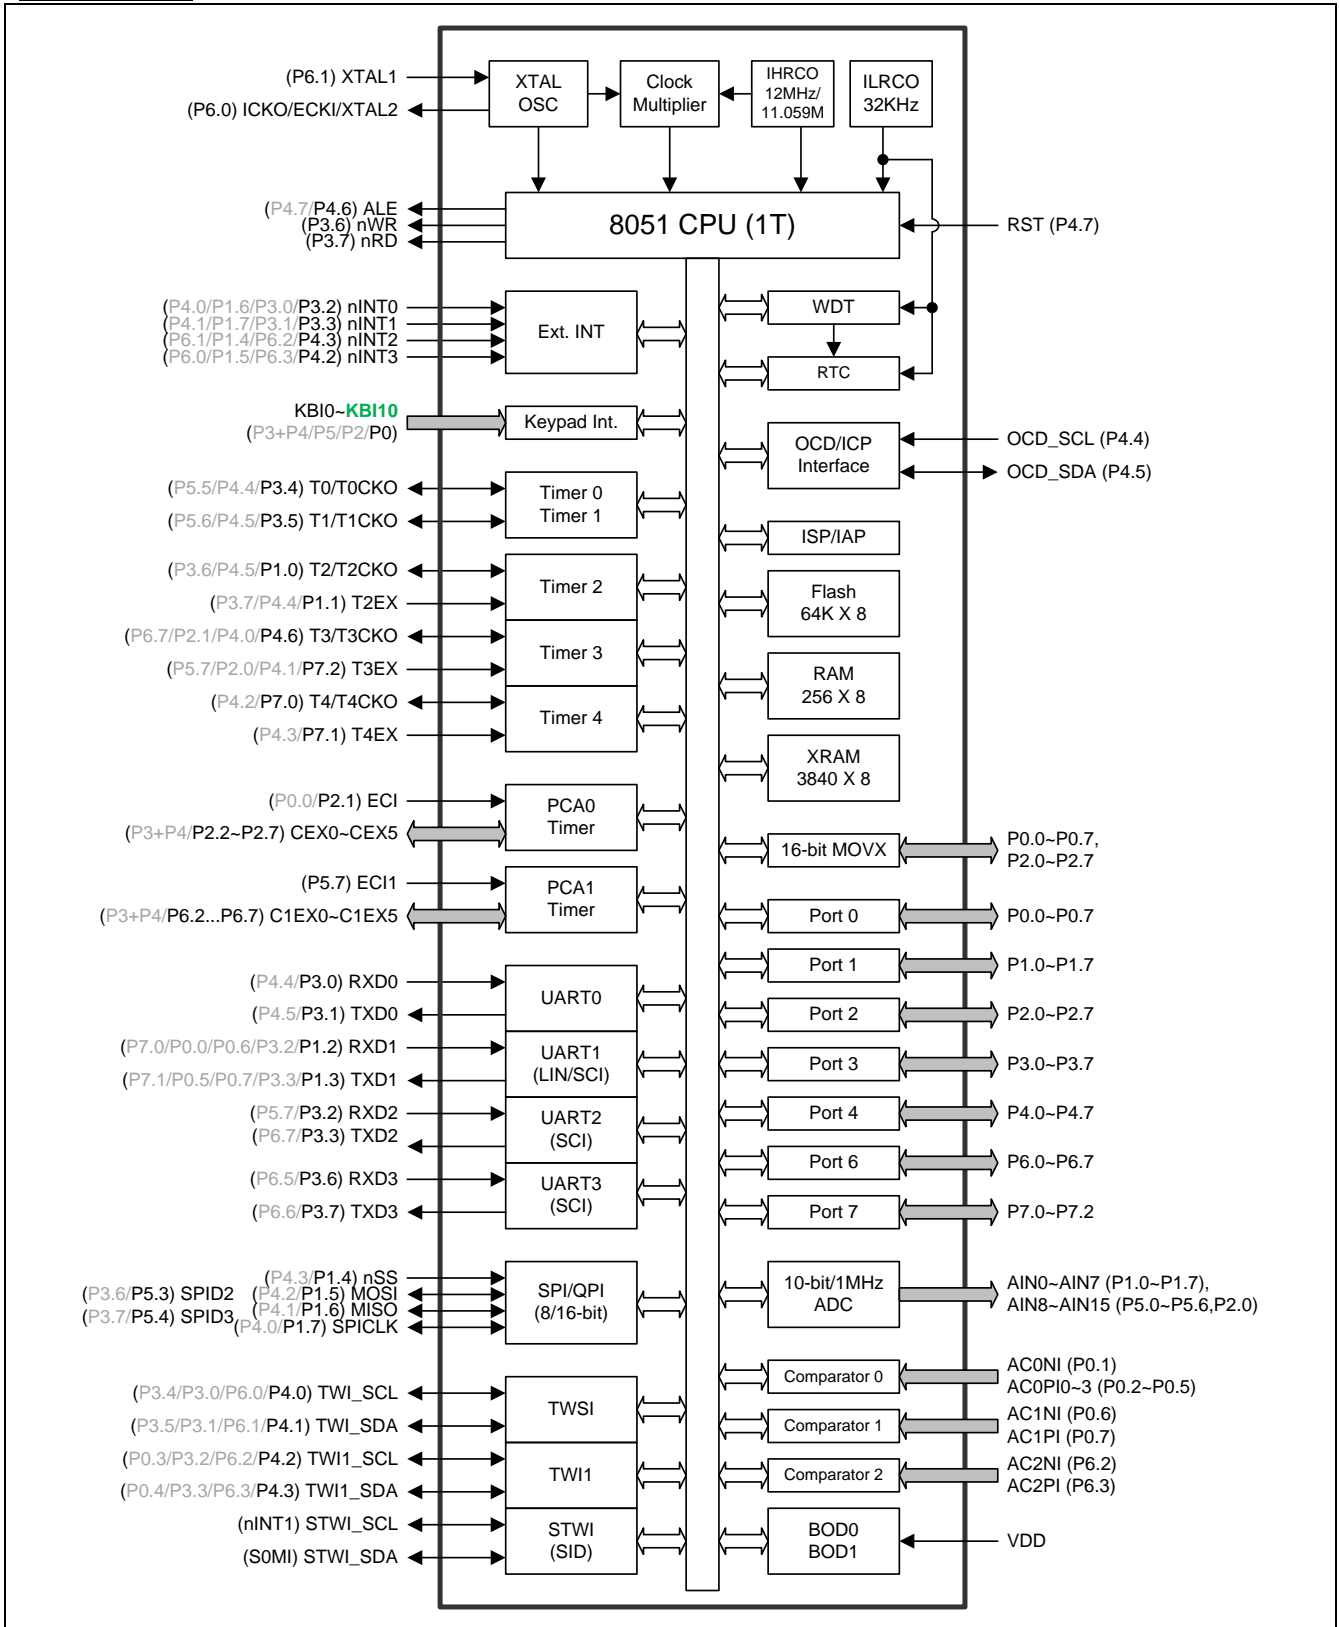 (P6.1) XTAL1
(P6.0) ICKO/ECKI/XTAL2
XTAL
OSC
Clock
Multiplier
IHRCO
12MHz/
11.059M
ILRCO
32KHz
(P4.7/P4.6) ALE
(P3.6) nWR
(P3.7) nRD
8051 CPU (1T)
RST (P4.7)
(P4.0/P1.6/P3.0/P3.2) nINT0
(P4.1/P1.7/P3.1/P3.3) nINT1
(P6.1/P1.4/P6.2/P4.3) nINT2
(P6.0/P1.5/P6.3/P4.2) nINT3
Ext. INT
WDT
RTC
KBI0~KBI10
(P3+P4/P5/P2/P0)
Keypad Int.
OCD/ICP
Interface
OCD_SCL (P4.4)
OCD_SDA (P4.5)
(P5.5/P4.4/P3.4) T0/T0CKO
(P5.6/P4.5/P3.5) T1/T1CKO
Timer 0
Timer 1
ISP/IAP
(P3.6/P4.5/P1.0) T2/T2CKO
(P3.7/P4.4/P1.1) T2EX
Timer 2
Flash
64K X 8
(P6.7/P2.1/P4.0/P4.6) T3/T3CKO
(P5.7/P2.0/P4.1/P7.2) T3EX
Timer 3
RAM
256 X 8
(P4.2/P7.0) T4/T4CKO
(P4.3/P7.1) T4EX
Timer 4
XRAM
3840 X 8
(P0.0/P2.1) ECI
(P3+P4/P2.2~P2.7) CEX0~CEX5
PCA0
Timer
16-bit MOVX
P0.0~P0.7,
P2.0~P2.7
(P5.7) ECI1
(P3+P4/P6.2...P6.7) C1EX0~C1EX5
PCA1
Timer
Port 0
P0.0~P0.7
Port 1
P1.0~P1.7
(P4.4/P3.0) RXD0
(P4.5/P3.1) TXD0
UART0
Port 2
P2.0~P2.7
(P7.0/P0.0/P0.6/P3.2/P1.2) RXD1
(P7.1/P0.5/P0.7/P3.3/P1.3) TXD1
UART1
(LIN/SCI)
Port 3
P3.0~P3.7
(P5.7/P3.2) RXD2
(P6.7/P3.3) TXD2
UART2
(SCI)
Port 4
P4.0~P4.7
(P6.5/P3.6) RXD3
(P6.6/P3.7) TXD3
UART3
(SCI)
Port 6
P6.0~P6.7
Port 7
P7.0~P7.2
(P4.3/P1.4) nSS
(P3.6/P5.3) SPID2 (P4.2/P1.5) MOSI
(P4.1/P1.6) MISO
(P3.7/P5.4) SPID3
(P4.0/P1.7) SPICLK
SPI/QPI
(8/16-bit)
10-bit/1MHz
ADC
AIN0~AIN7 (P1.0~P1.7),
AIN8~AIN15 (P5.0~P5.6,P2.0)
(P3.4/P3.0/P6.0/P4.0) TWI_SCL
(P3.5/P3.1/P6.1/P4.1) TWI_SDA
TWSI
Comparator 0
AC0NI (P0.1)
AC0PI0~3 (P0.2~P0.5)
Comparator 1
AC1NI (P0.6)
AC1PI (P0.7)
(P0.3/P3.2/P6.2/P4.2) TWI1_SCL
(P0.4/P3.3/P6.3/P4.3) TWI1_SDA
TWI1
Comparator 2
AC2NI (P6.2)
AC2PI (P6.3)
(nINT1) STWI_SCL
(S0MI) STWI_SDA
STWI
(SID)
BOD0
BOD1
VDD